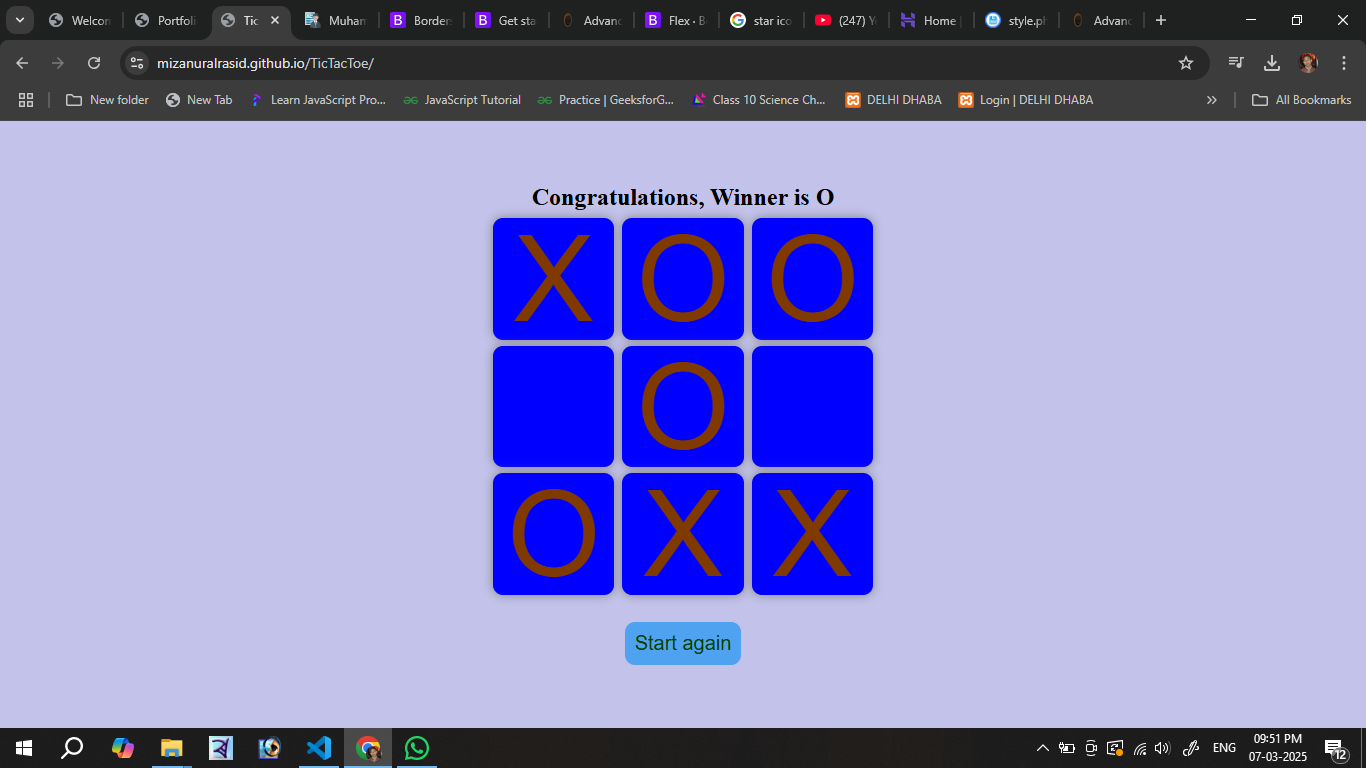 Welcon
Portfoli
Tic
Muham
Border
Get sta
Advanc
Flex · B
star ico
(247) Y
Home |
style.pl
Advanc
mizanuralrasid.github.io/TicTacToe/
New folder
New Tab
Learn JavaScript Pro...
JavaScript Tutorial
Practice | GeeksforG...
Class 10 Science Ch...
DELHI DHABA
Login | DELHI DHABA
All Bookmarks
Congratulations, Winner is O
X O O
O
O X X
Start again
ENG
09:51 PM
07-03-2025
12